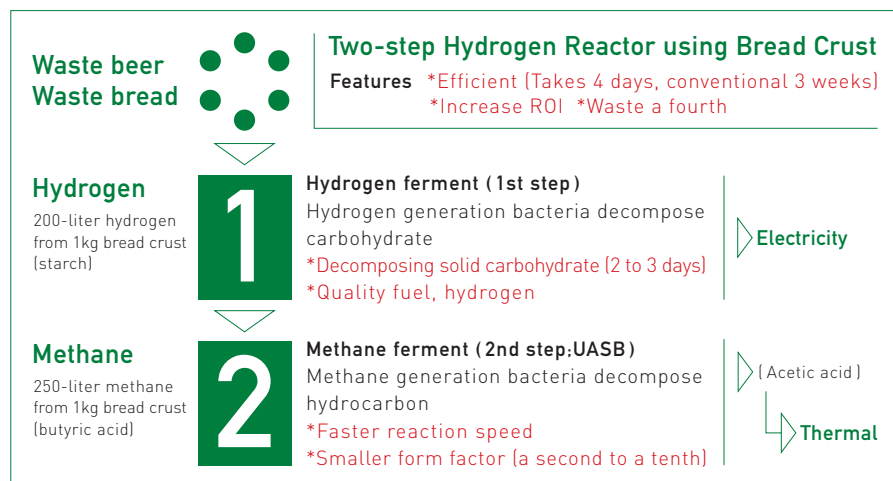 Waste beer
Waste bread
Two-step Hydrogen Reactor using Bread Crust
Features *Efficient (Takes 4 days, conventional 3 weeks)
*Increase ROI *Waste a fourth
Hydrogen
200-liter hydrogen
from 1kg bread crust
(starch)
1
Hydrogen ferment (1st step)
Hydrogen generation bacteria decompose
carbohydrate
*Decomposing solid carbohydrate (2 to 3 days)
*Quality fuel, hydrogen
Electricity
Methane
250-liter methane
from 1kg bread crust
(butyric acid)
2
Methane ferment (2nd step;UASB)
Methane generation bacteria decompose
hydrocarbon
*Faster reaction speed
*Smaller form factor (a second to a tenth)
(Acetic acid)
Thermal